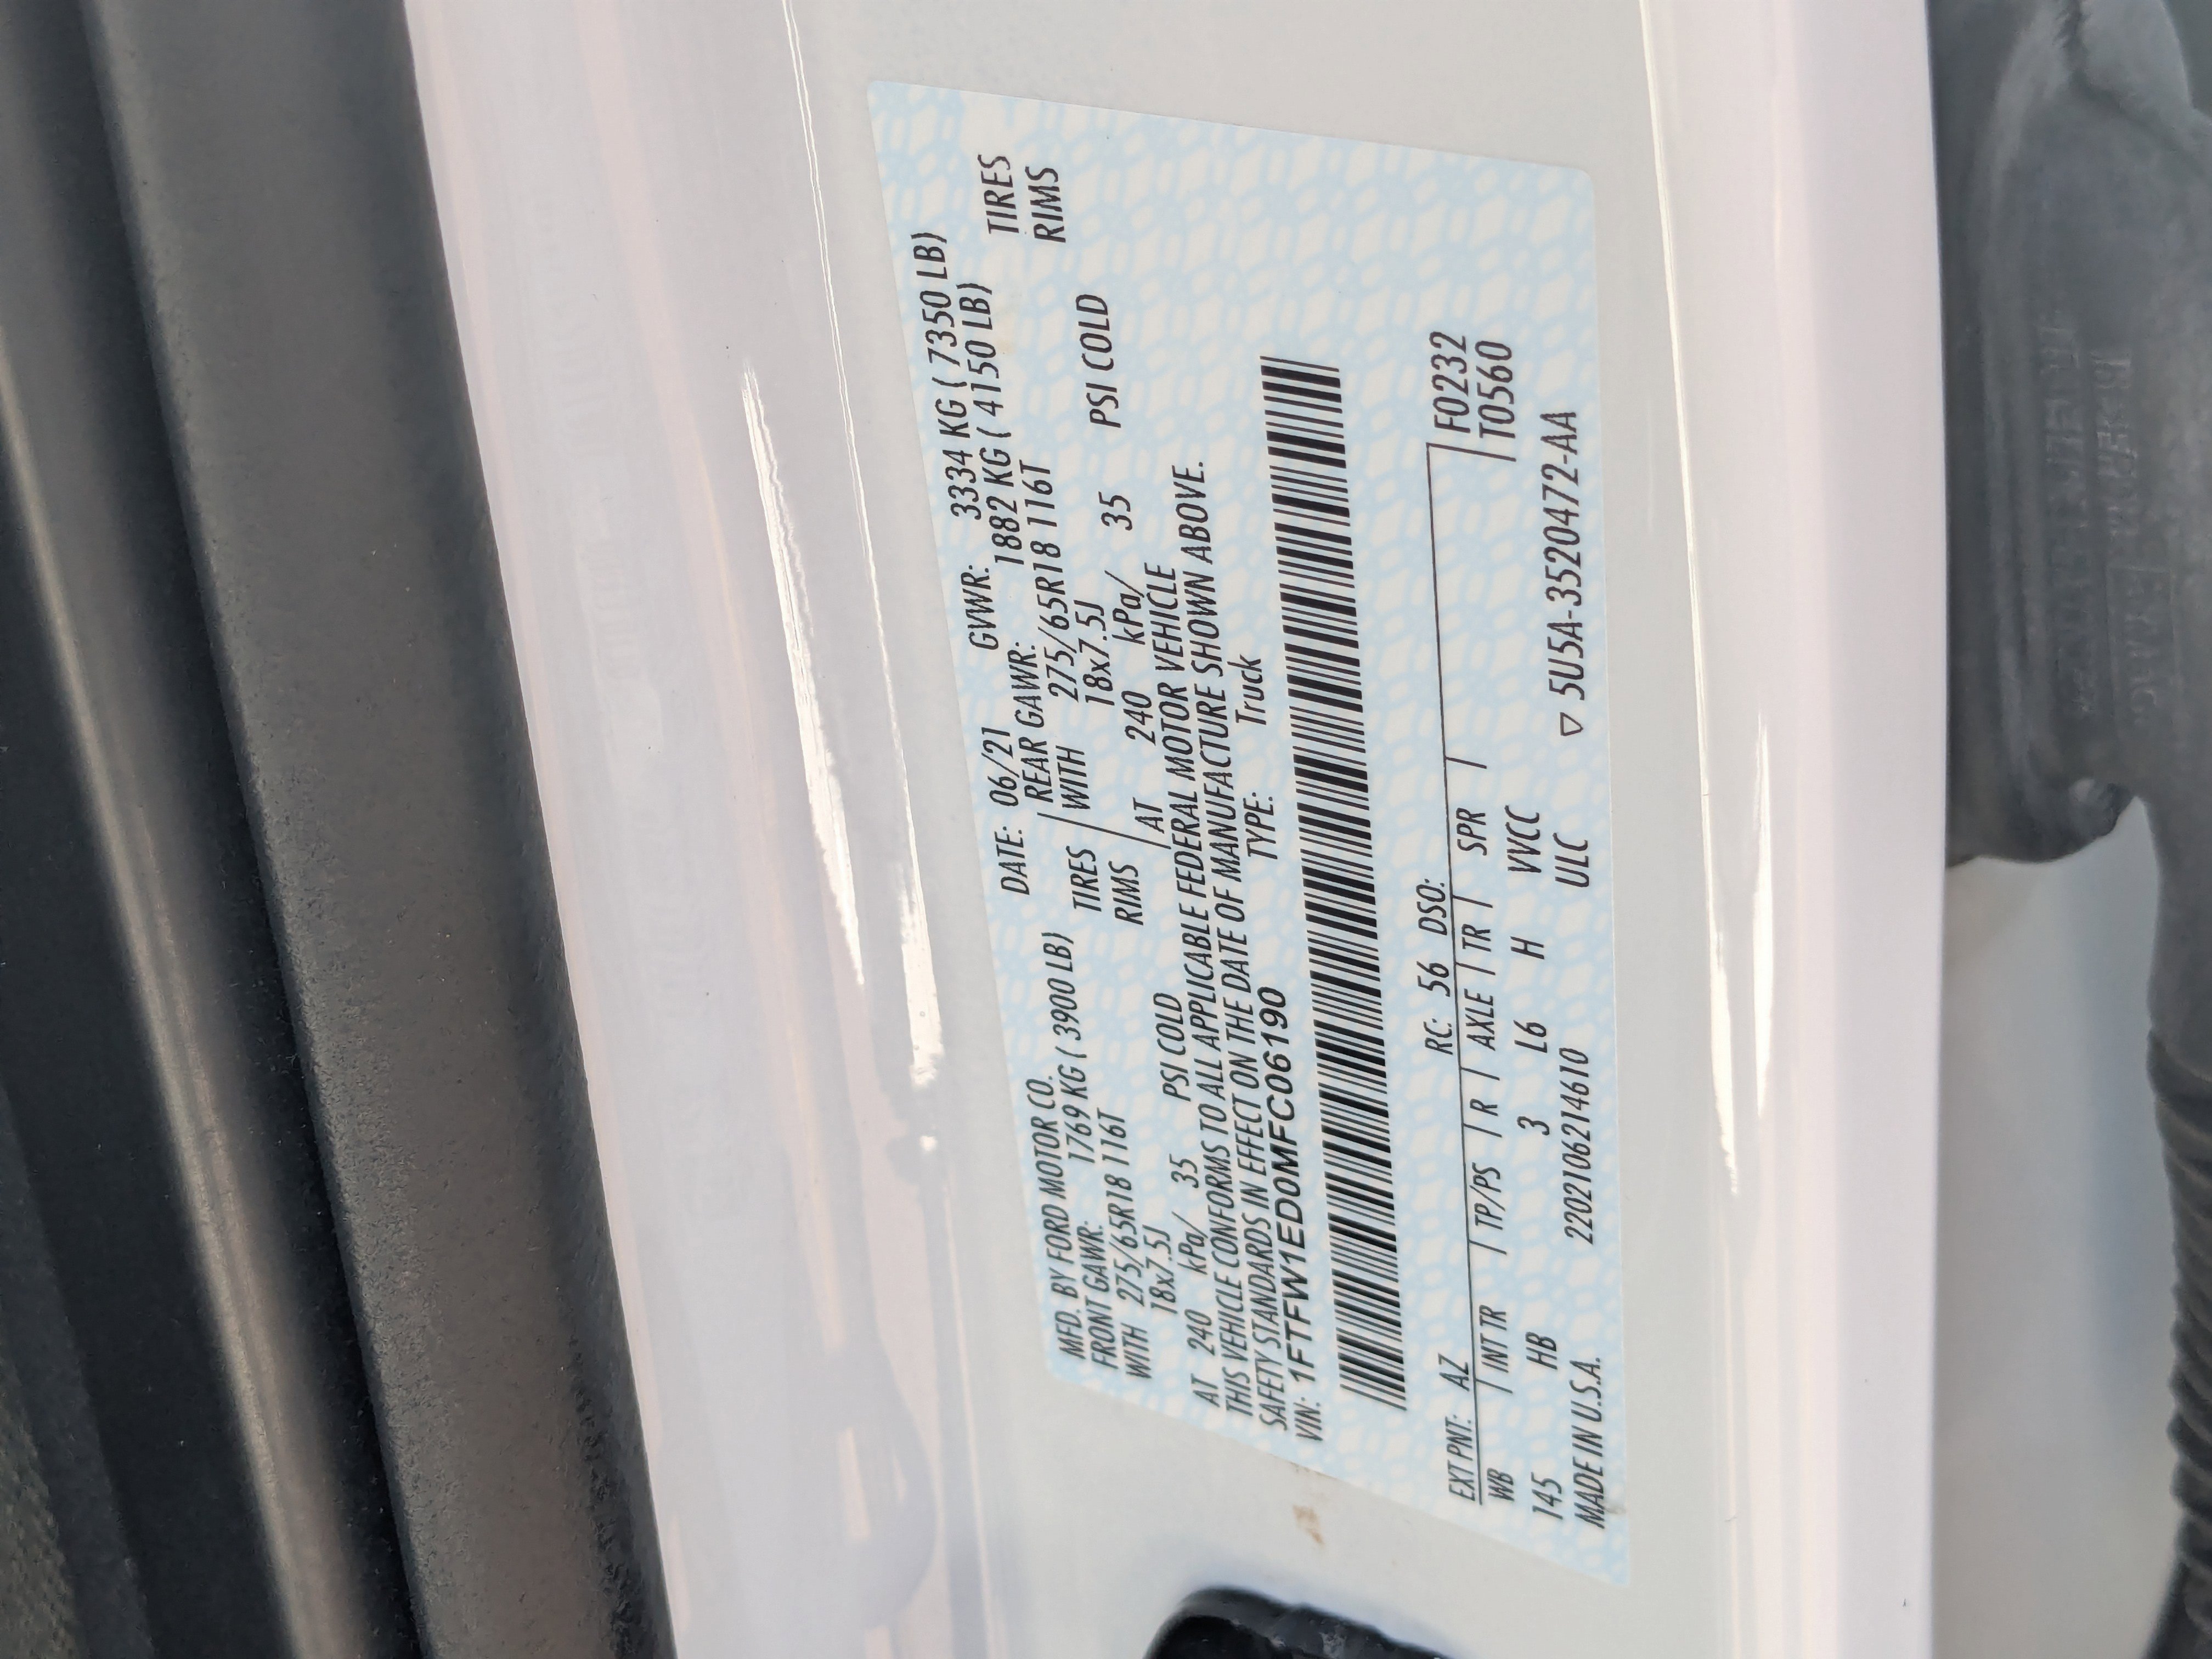 MFD. BY FORD MOTOR CO. DATE: 06/21 GVWR: 3334 KG ( 7350 LB)
FRONT GAWR: 1769 KG ( 3900 LB) REAR GAWR: 1882 KG ( 4150 LB)
WITH 275/65R18 116T TIRES WITH 275/65R18 116T TIRES
18x7.5J RIMS 18x7.5J RIMS
AT 240 kPa/ 35 PSI COLD AT 240 kPa/ 35 PSI COLD
THIS VEHICLE CONFORMS TO ALL APPLICABLE FEDERAL MOTOR VEHICLE
SAFETY STANDARDS IN EFFECT ON THE DATE OF MANUFACTURE SHOWN ABOVE.
VIN: 1FTFW1ED0MFC06190 TYPE: Truck
EXT PNT: AZ RC: 56 DSO: F0232
WB INT TR TP/PS R AXLE TR SPR T0560
145 HB 3 L6 H VVCC
MADE IN U.S.A. 220210621461​0 ULC ▽ 5U5A-3520472-AA